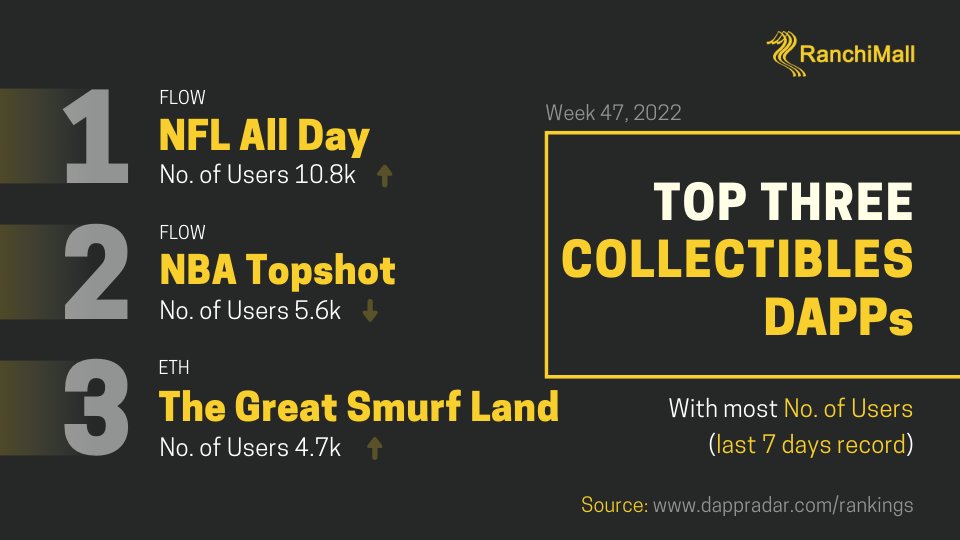 RanchiMall
1
FLOW
NFL All Day
No. of Users 10.8k
2
FLOW
NBA Topshot
No. of Users 5.6k
3
ETH
The Great Smurf Land
No. of Users 4.7k
Week 47, 2022
TOP THREE
COLLECTIBLES
DAPPs
With most No. of Users
(last 7 days record)
Source: www.dappradar.com/rankings